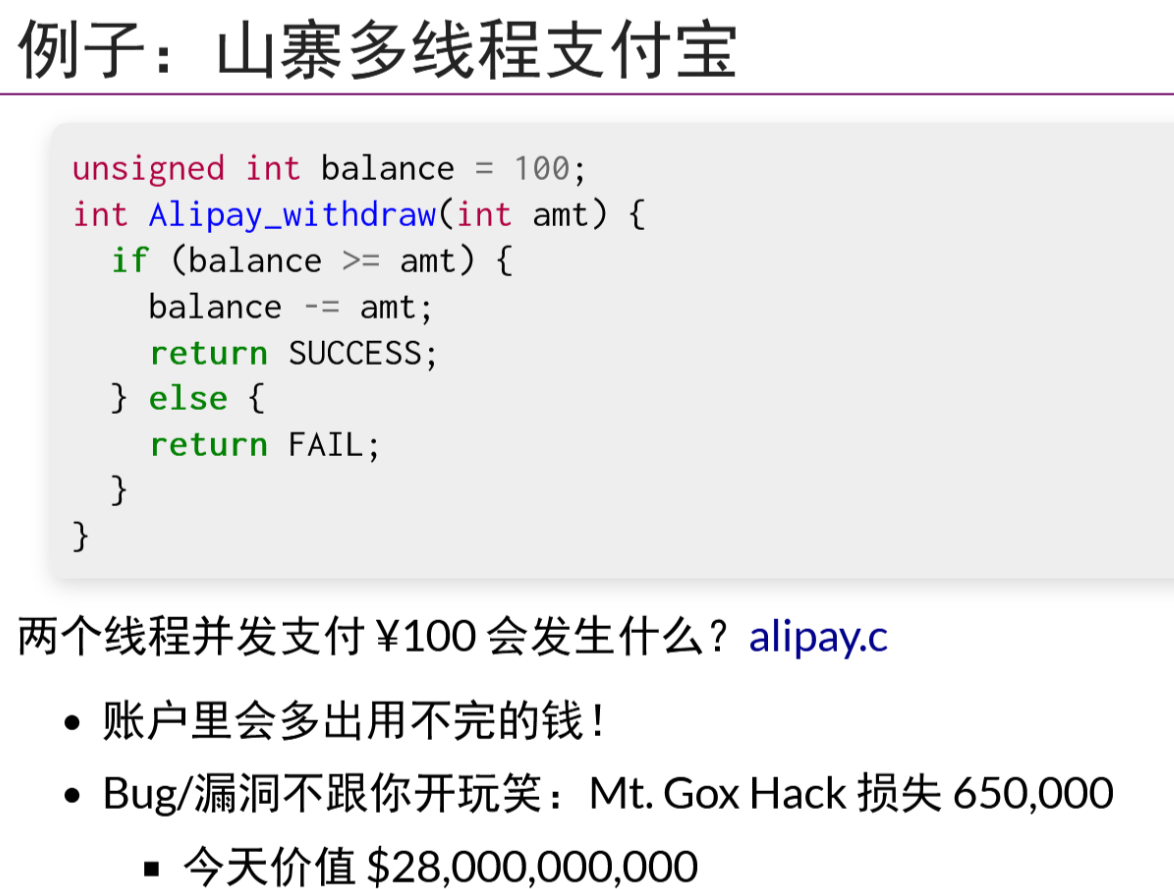 例子：山寨多线程支付宝
unsigned int balance = 100;
int Alipay_withdraw(int amt) {
  if (balance >= amt) {
    balance -= amt;
    return SUCCESS;
  } else {
    return FAIL;
  }
}
两个线程并发支付 ¥100 会发生什么？alipay.c
• 账户里会多出用不完的钱！
• Bug/漏洞不跟你开玩笑：Mt. Gox Hack 损失 650,000
▪ 今天价值 $28,000,000,000